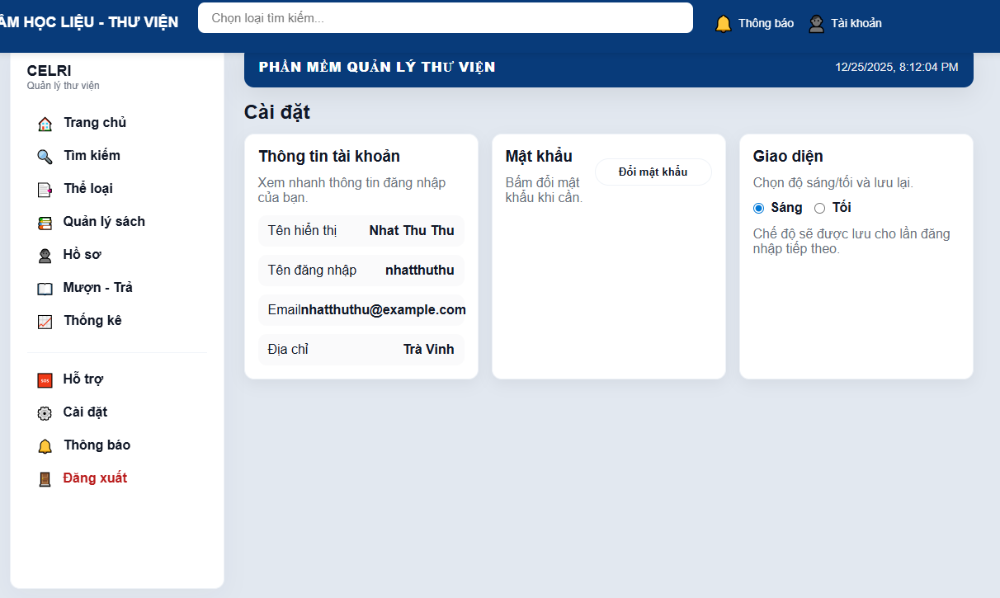 ÂM HỌC LIỆU - THƯ VIỆN
Chọn loại tìm kiếm...
Thông báo
Tài khoản
CELRI
Quản lý thư viện
Trang chủ
Tìm kiếm
Thể loại
Quản lý sách
Hồ sơ
Mượn - Trả
Thống kê
Hỗ trợ
Cài đặt
Thông báo
Đăng xuất
PHẦN MỀM QUẢN LÝ THƯ VIỆN
12/25/2025, 8:12:04 PM
Cài đặt
Thông tin tài khoản
Xem nhanh thông tin đăng nhập
của bạn.
Tên hiển thị Nhat Thu Thu
Tên đăng nhập nhatthuthu
Email nhatthuthu@example.com
Địa chỉ Trà Vinh
Mật khẩu
Bấm đổi mật
khẩu khi cần.
Đổi mật khẩu
Giao diện
Chọn độ sáng/tối và lưu lại.
Sáng Tối
Chế độ sẽ được lưu cho lần đăng
nhập tiếp theo.